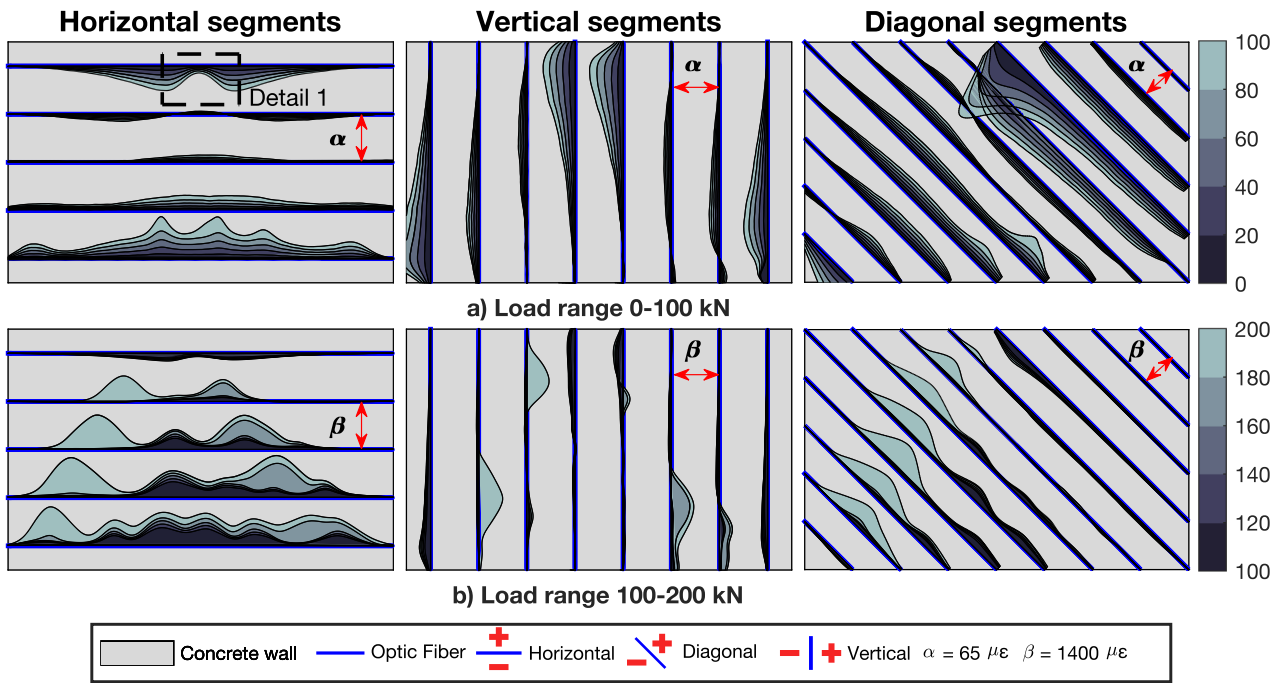 Horizontal segments Vertical segments Diagonal segments
Detail 1
α
α
α
100
80
60
40
20
0
a) Load range 0-100 kN
β
β
β
200
180
160
140
120
100
b) Load range 100-200 kN
Concrete wall Optic Fiber + − Horizontal + − Diagonal − + Vertical α = 65 με β = 1400 με